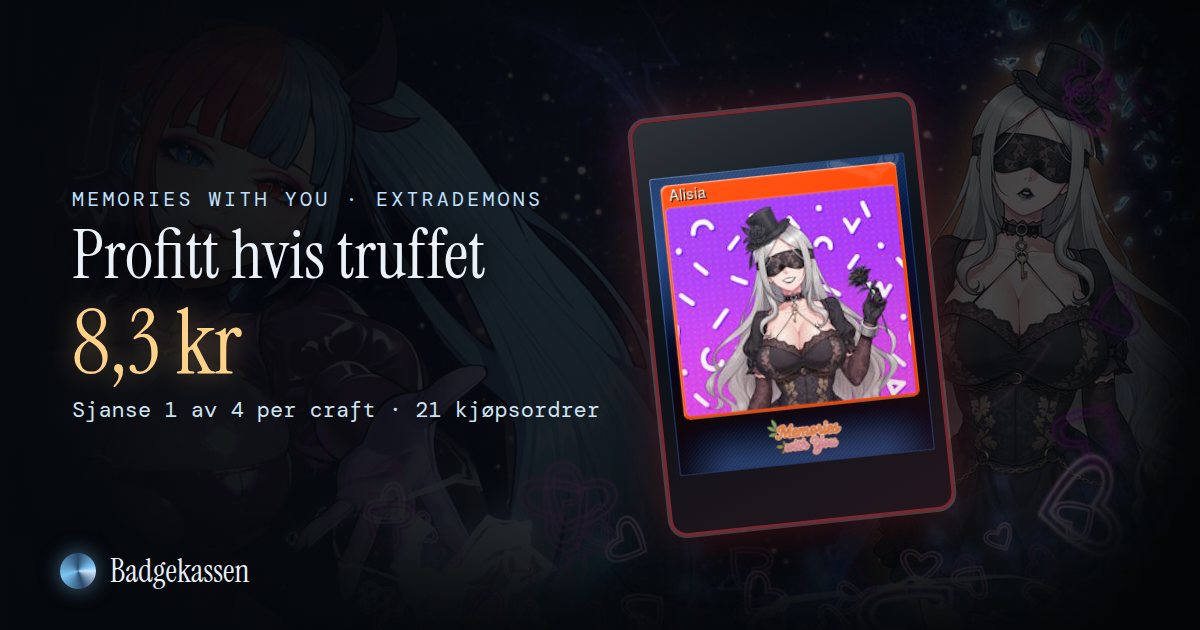 MEMORIES WITH YOU · EXTRADEMONS
Profitt hvis truffet
8,3 kr
Sjanse 1 av 4 per craft · 21 kjøpsordrer
Alisia
Memories
with You
Badgekassen